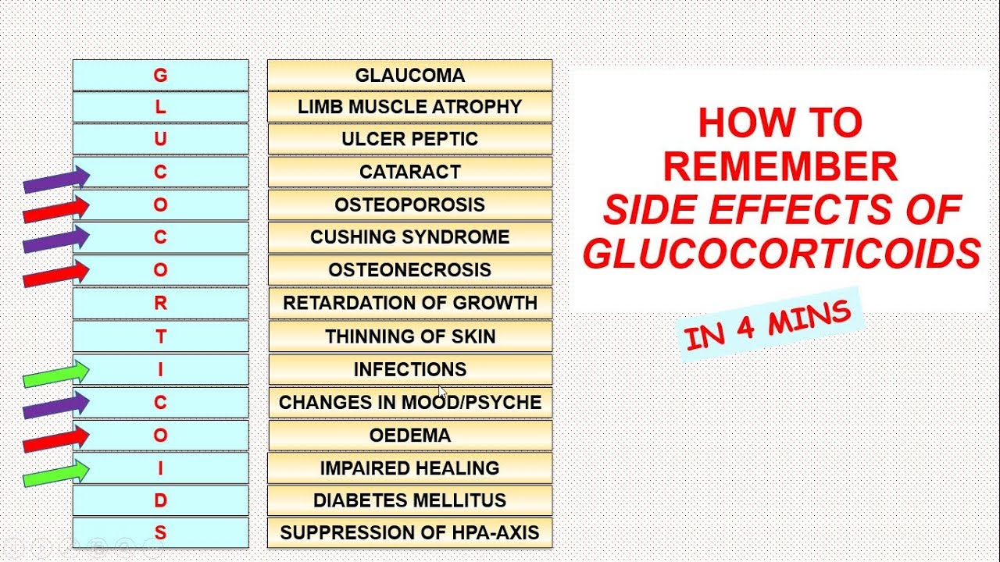 G GLAUCOMA
L LIMB MUSCLE ATROPHY
U ULCER PEPTIC
C CATARACT
O OSTEOPOROSIS
C CUSHING SYNDROME
O OSTEONECROSIS
R RETARDATION OF GROWTH
T THINNING OF SKIN
I INFECTIONS
C CHANGES IN MOOD/PSYCHE
O OEDEMA
I IMPAIRED HEALING
D DIABETES MELLITUS
S SUPPRESSION OF HPA-AXIS
HOW TO
REMEMBER
SIDE EFFECTS OF
GLUCOCORTICOIDS
IN 4 MINS